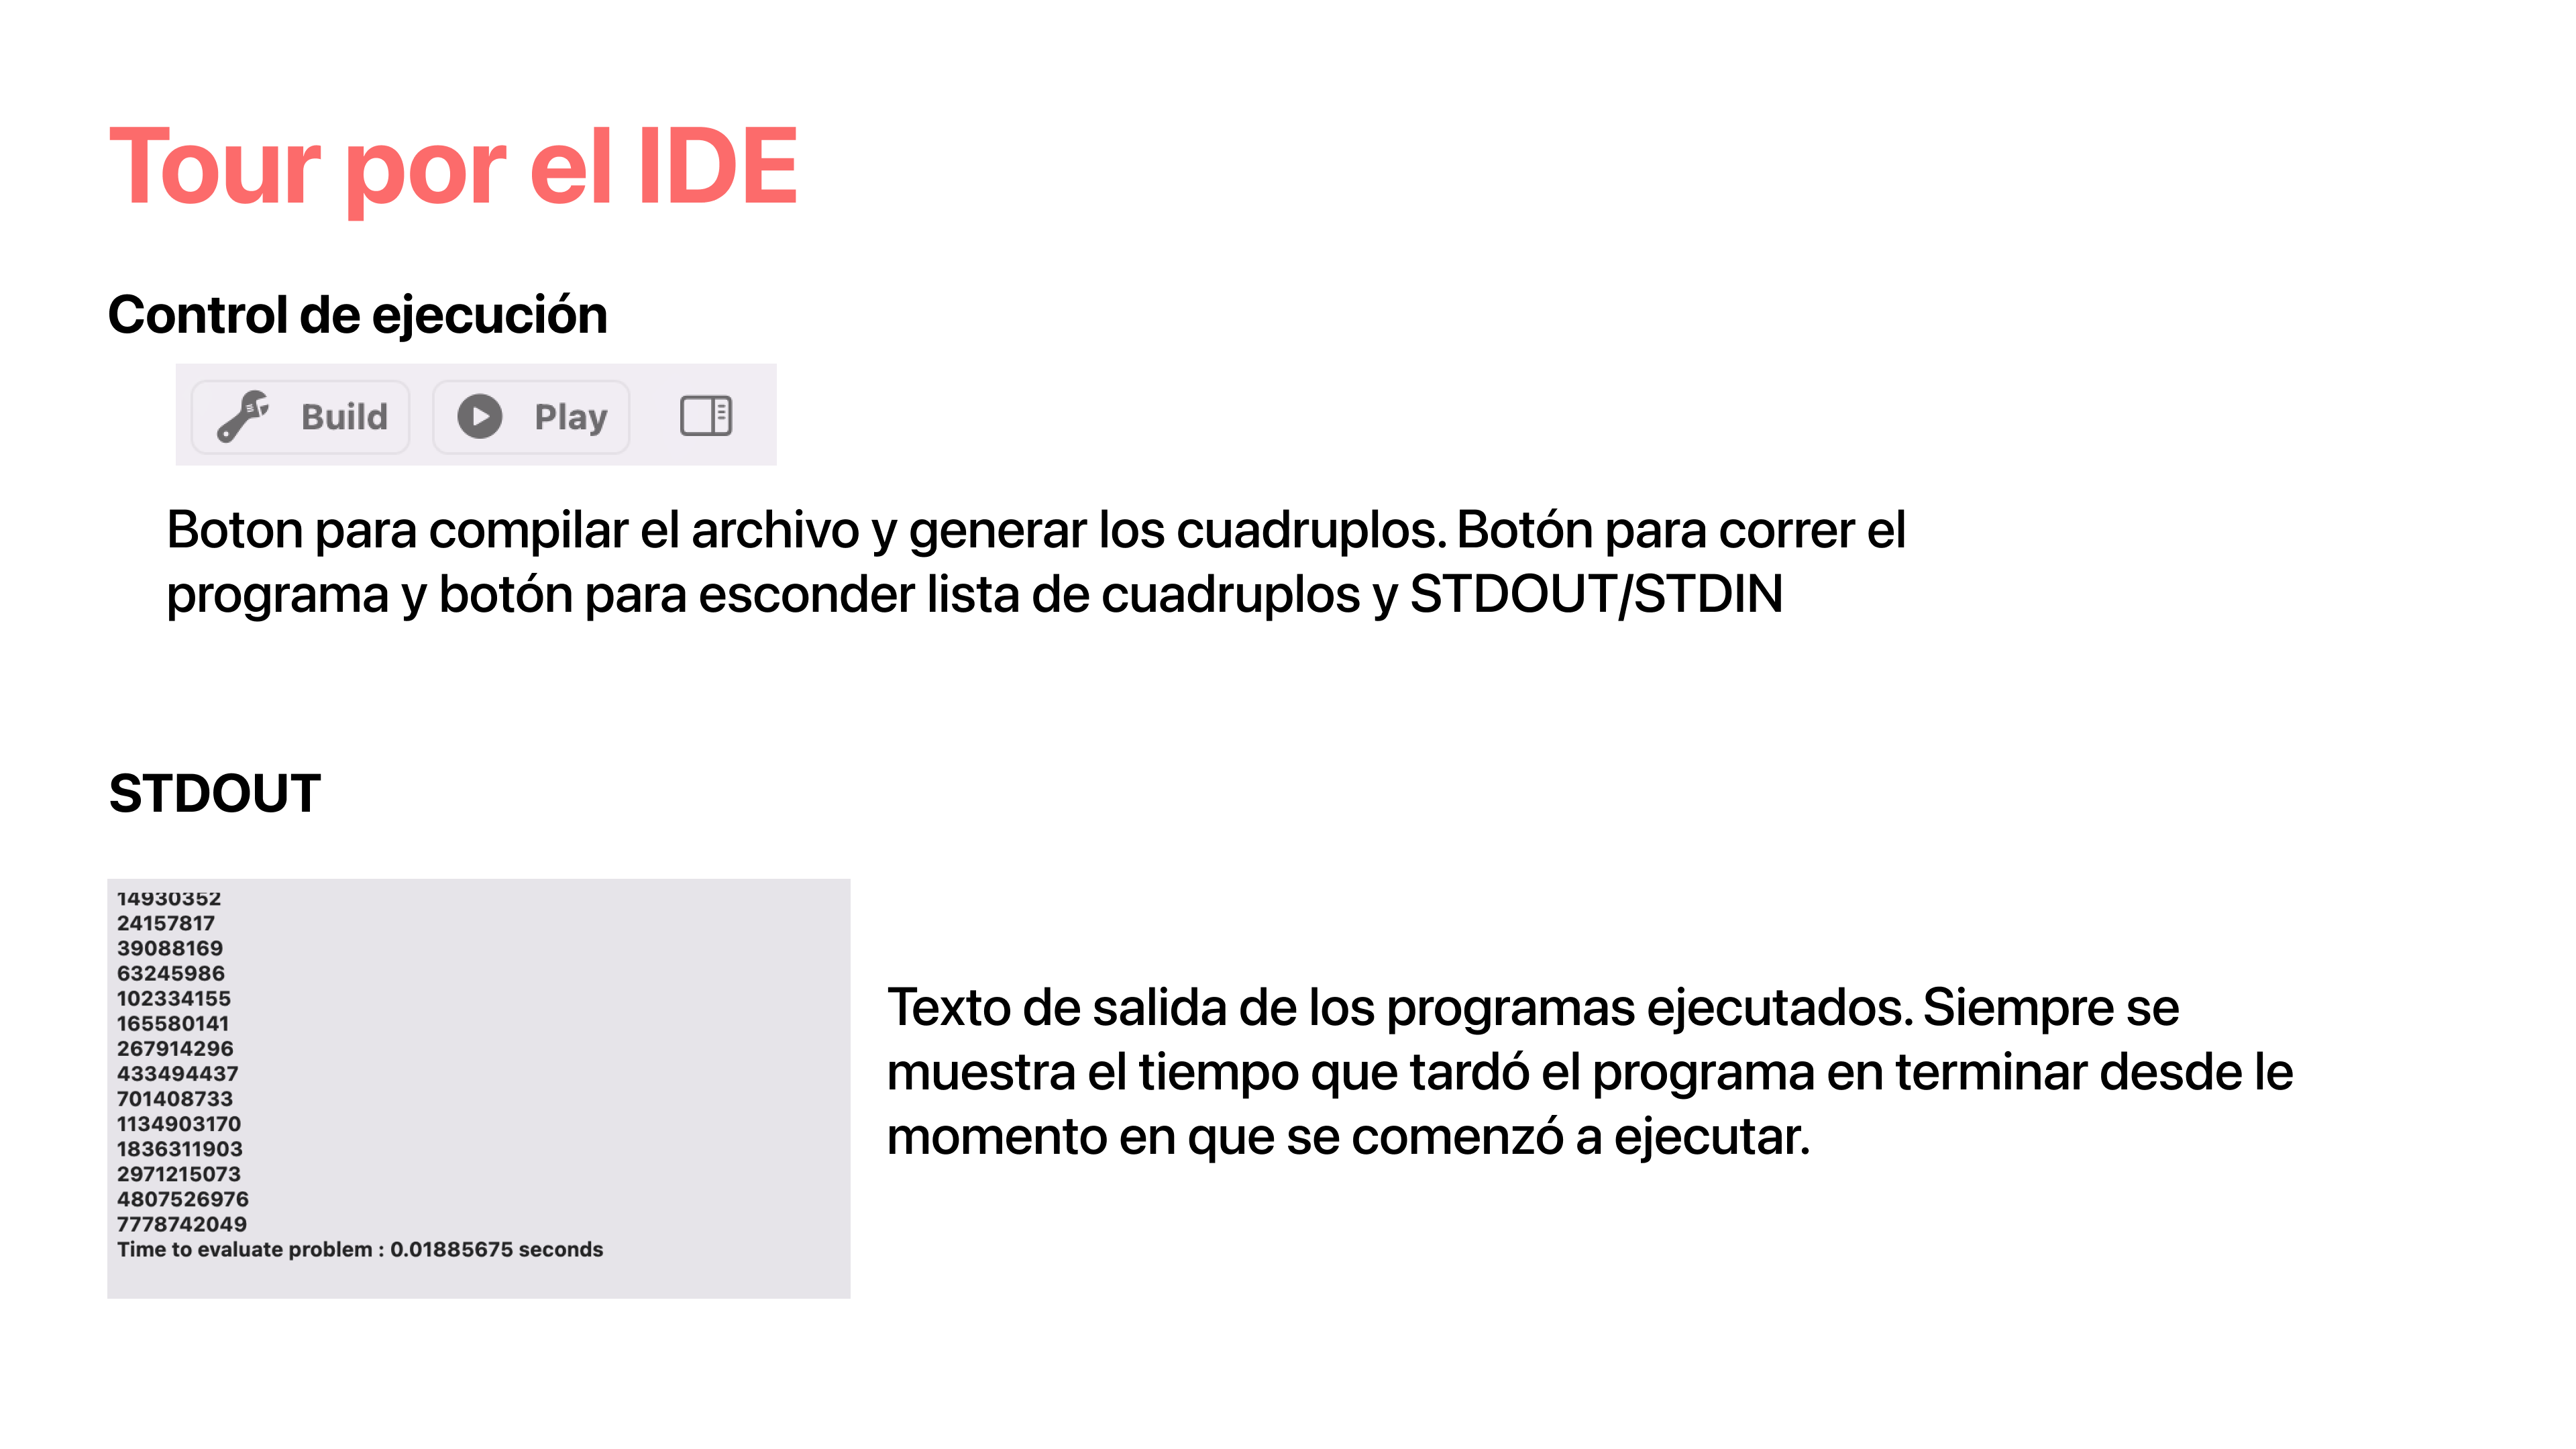 Tour por el IDE
Control de ejecución
Build Play
Boton para compilar el archivo y generar los cuadruplos. Botón para correr el
programa y botón para esconder lista de cuadruplos y STDOUT/STDIN
STDOUT
14930352
24157817
39088169
63245986
102334155
165580141
267914296
433494437
701408733
1134903170
1836311903
2971215073
4807526976
7778742049
Time to evaluate problem : 0.01885675 seconds
Texto de salida de los programas ejecutados. Siempre se
muestra el tiempo que tardó el programa en terminar desde le
momento en que se comenzó a ejecutar.